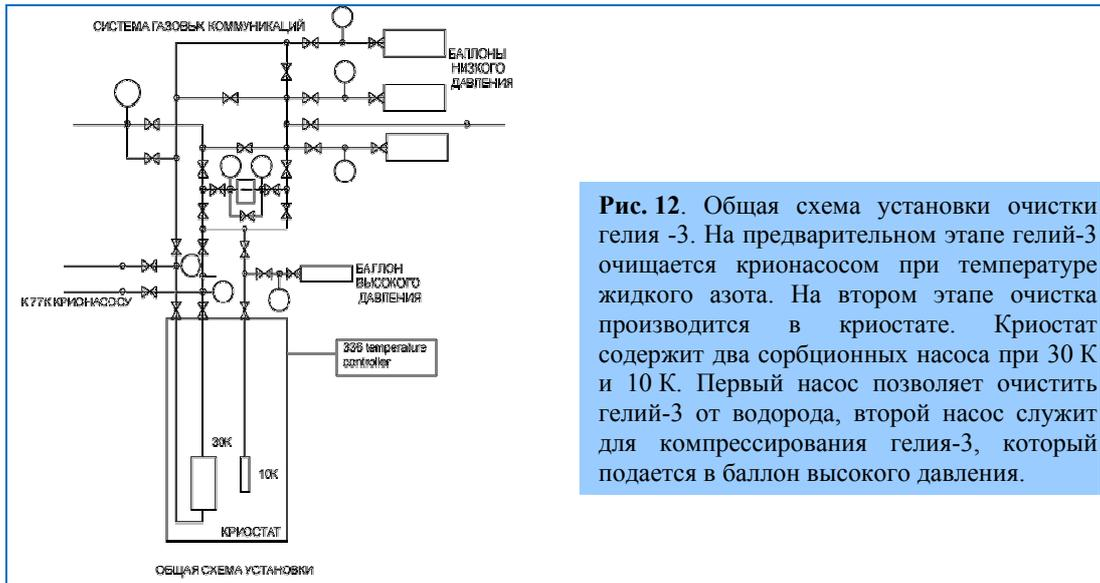 СИСТЕМА ГАЗОВЫХ КОММУНИКАЦИЙ
БАЛЛОНЫ
НИЗКОГО
ДАВЛЕНИЯ
БАЛЛОН
ВЫСОКОГО
ДАВЛЕНИЯ
К 77К КРИОНАСОСУ
336 temperature
controller
30К
10К
КРИОСТАТ
ОБЩАЯ СХЕМА УСТАНОВКИ
Рис. 12. Общая схема установки очистки
гелия -3. На предварительном этапе гелий-3
очищается крионасосом при температуре
жидкого азота. На втором этапе очистка
производится в криостате. Криостат
содержит два сорбционных насоса при 30 К
и 10 К. Первый насос позволяет очистить
гелий-3 от водорода, второй насос служит
для компрессирования гелия-3, который
подается в баллон высокого давления.